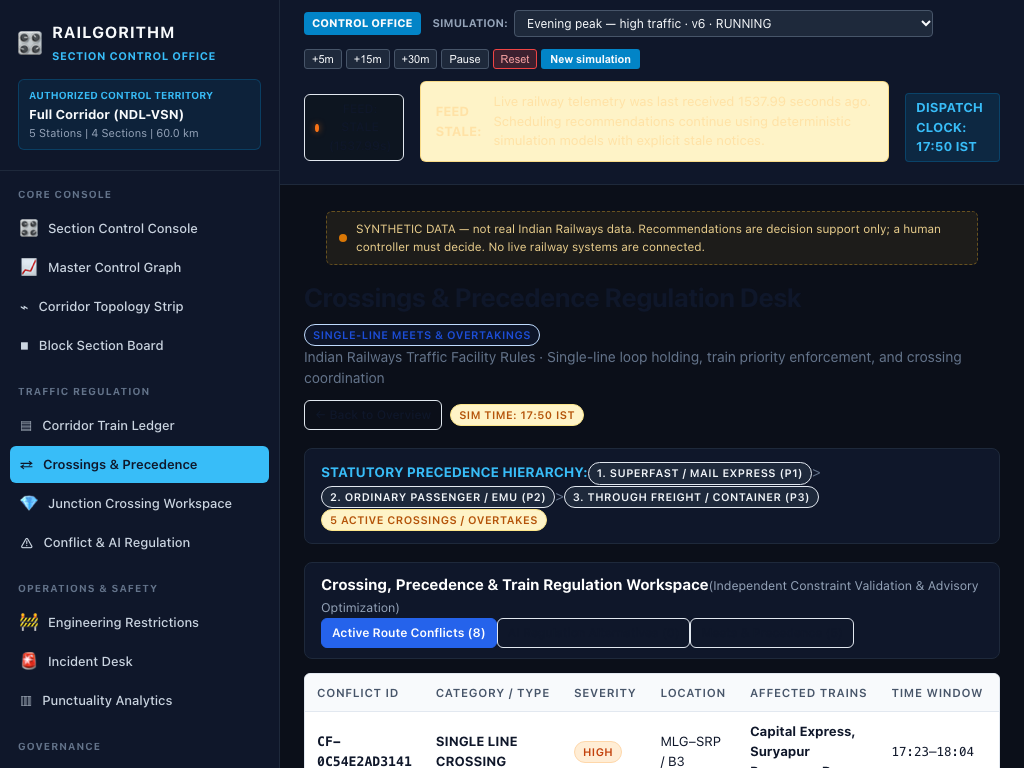 RAILGORITHM
SECTION CONTROL OFFICE
AUTHORIZED CONTROL TERRITORY
Full Corridor (NDL-VSN)
5 Stations | 4 Sections | 60.0 km
CORE CONSOLE
Section Control Console
Master Control Graph
Corridor Topology Strip
Block Section Board
TRAFFIC REGULATION
Corridor Train Ledger
Crossings & Precedence
Junction Crossing Workspace
Conflict & AI Regulation
OPERATIONS & SAFETY
Engineering Restrictions
Incident Desk
Punctuality Analytics
GOVERNANCE
CONTROL OFFICE
SIMULATION:
Evening peak — high traffic · v6 · RUNNING
+5m
+15m
+30m
Pause
Reset
New simulation
FEED
STALE:
Live railway telemetry was last received 1537.99 seconds ago.
Scheduling recommendations continue using deterministic
simulation models with explicit stale notices.
DISPATCH
CLOCK:
17:50 IST
SYNTHETIC DATA — not real Indian Railways data. Recommendations are decision support only; a human
controller must decide. No live railway systems are connected.
Crossings & Precedence Regulation Desk
SINGLE-LINE MEETS & OVERTAKINGS
Indian Railways Traffic Facility Rules · Single-line loop holding, train priority enforcement, and crossing
coordination
← Back to Overview
SIM TIME: 17:50 IST
STATUTORY PRECEDENCE HIERARCHY: 1. SUPERFAST / MAIL EXPRESS (P1) >
2. ORDINARY PASSENGER / EMU (P2) > 3. THROUGH FREIGHT / CONTAINER (P3)
5 ACTIVE CROSSINGS / OVERTAKES
Crossing, Precedence & Train Regulation Workspace (Independent Constraint Validation & Advisory
Optimization)
Active Route Conflicts (8)
CONFLICT ID
CATEGORY / TYPE
SEVERITY
LOCATION
AFFECTED TRAINS
TIME WINDOW
CF-
0C54E2AD3141
SINGLE LINE
CROSSING
HIGH
MLG–SRP
/ B3
Capital Express,
Suryapur
17:23–18:04